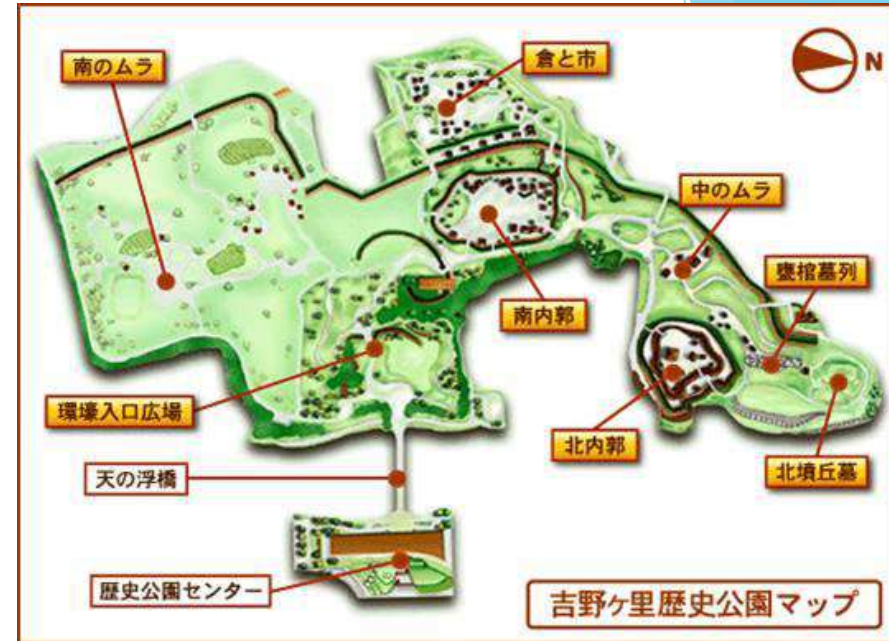 南のムラ
倉と市
N
中のムラ
甕棺墓列
南内郭
環壕入口広場
北内郭
北墳丘墓
天の浮橋
歴史公園センター
吉野ヶ里歴史公園マップ